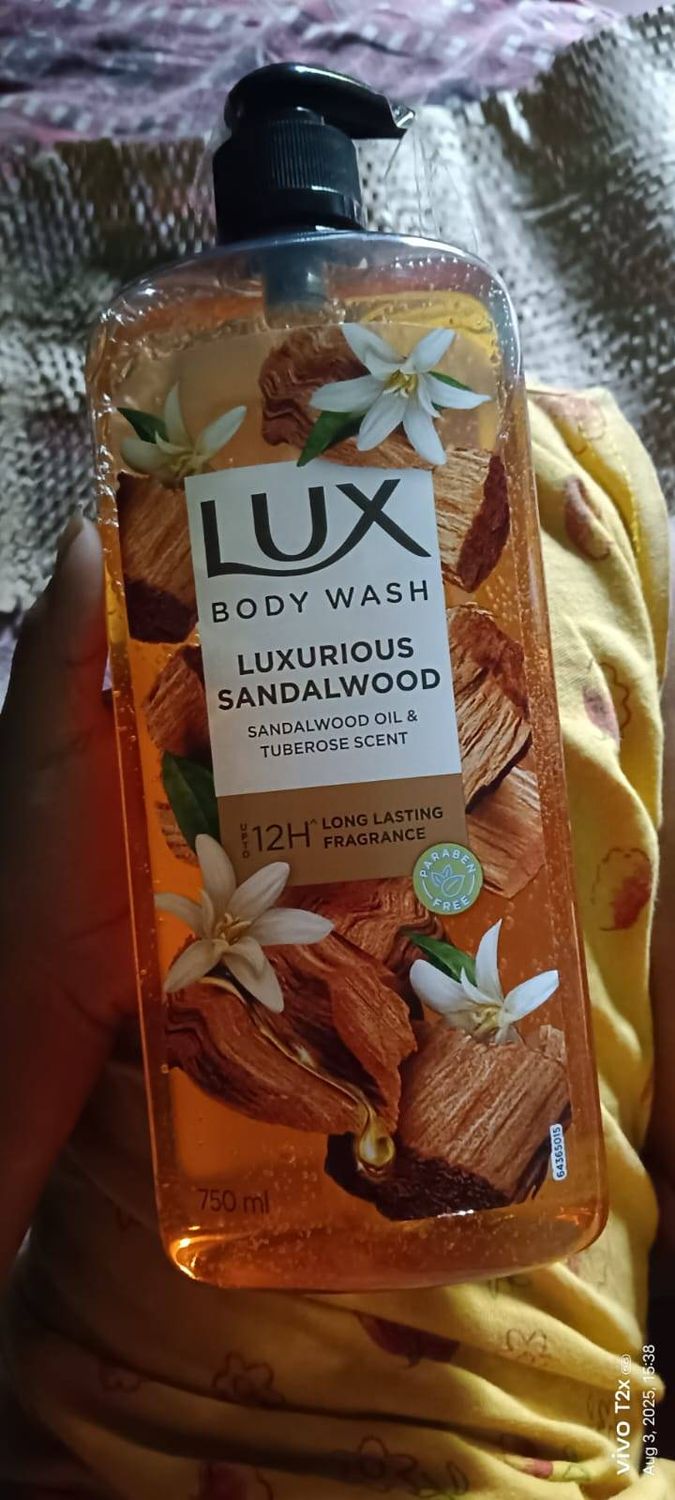 LUX
BODY WASH
LUXURIOUS
SANDALWOOD
SANDALWOOD OIL &
TUBEROSE SCENT
UPTO 12H^ LONG LASTING
FRAGRANCE
PARABEN
FREE
64365015
750 ml
vivo T2x
Aug 3, 2025, 15:38